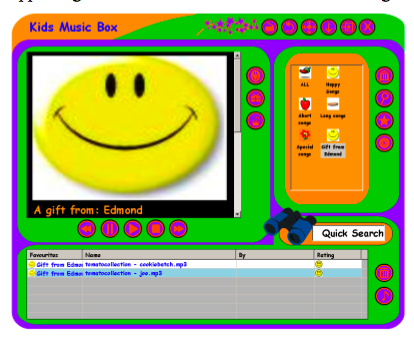 Kids Music Box
ALL
Happy Songs
Short songs
Long songs
Special songs
Gift from Edmond
A gift from: Edmond
Quick Search
Favourites Name By Rating
Gift from Edmo tomatocollection - cookiebatch.mp3
Gift from Edmo tomatocollection - joe.mp3